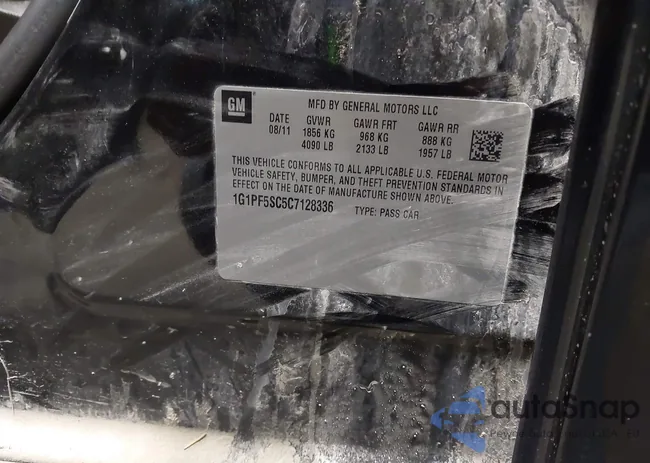 GM
MFD BY GENERAL MOTORS LLC
DATE GVWR GAWR FRT GAWR RR
08/11 1856 KG 968 KG 888 KG
4090 LB 2133 LB 1957 LB
THIS VEHICLE CONFORMS TO ALL APPLICABLE U.S. FEDERAL MOTOR
VEHICLE SAFETY, BUMPER, AND THEFT PREVENTION STANDARDS IN
EFFECT ON THE DATE OF MANUFACTURE SHOWN ABOVE.
1G1PF5SC5C7128336 TYPE: PASS CAR
autoSnap